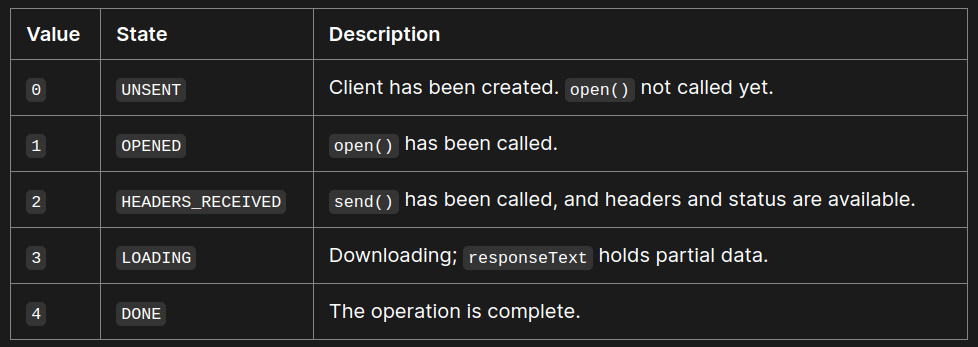 Value State Description
0 UNSENT Client has been created. open() not called yet.
1 OPENED open() has been called.
2 HEADERS_RECEIVED send() has been called, and headers and status are available.
3 LOADING Downloading; responseText holds partial data.
4 DONE The operation is complete.